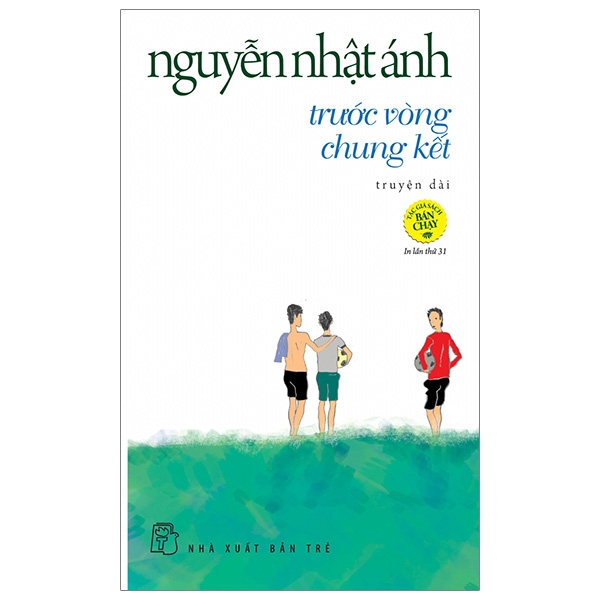 nguyễn nhật ánh
trước vòng
chung kết
truyện dài
TÁC GIẢ SÁCH
BÁN
CHẠY
In lần thứ 31
T
NHÀ XUẤT BẢN TRẺ